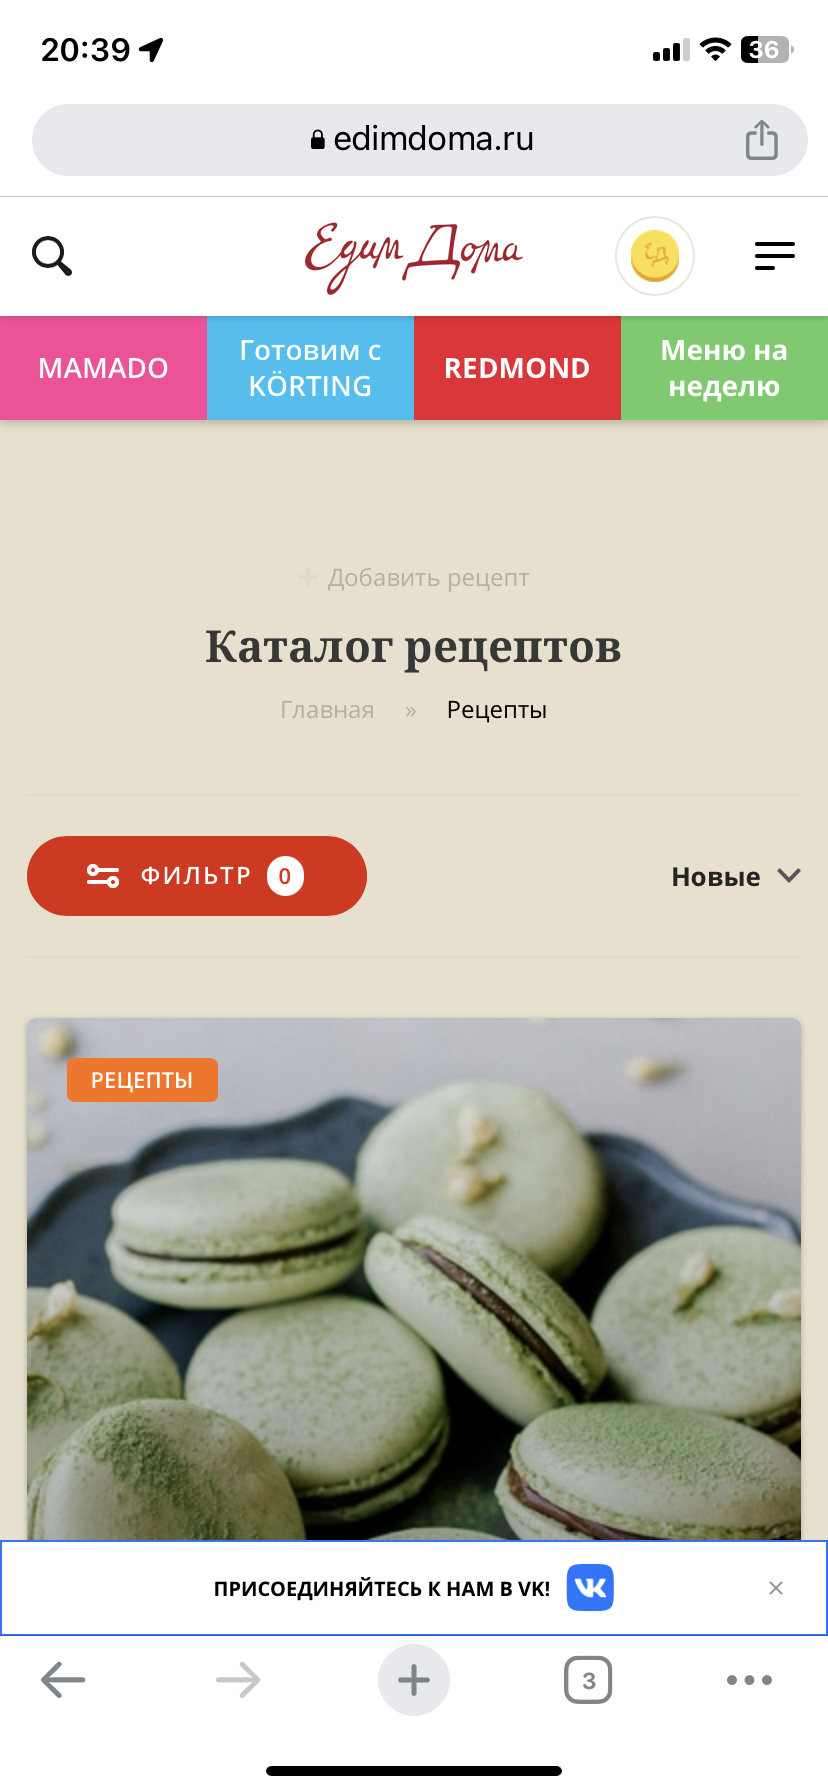 20:39
36
edimdoma.ru
Едим Дома
MAMADO
Готовим с
KÖRTING
REDMOND
Меню на
неделю
Добавить рецепт
Каталог рецептов
Главная » Рецепты
ФИЛЬТР 0
Новые
РЕЦЕПТЫ
ПРИСОЕДИНЯЙТЕСЬ К НАМ В VK!
3